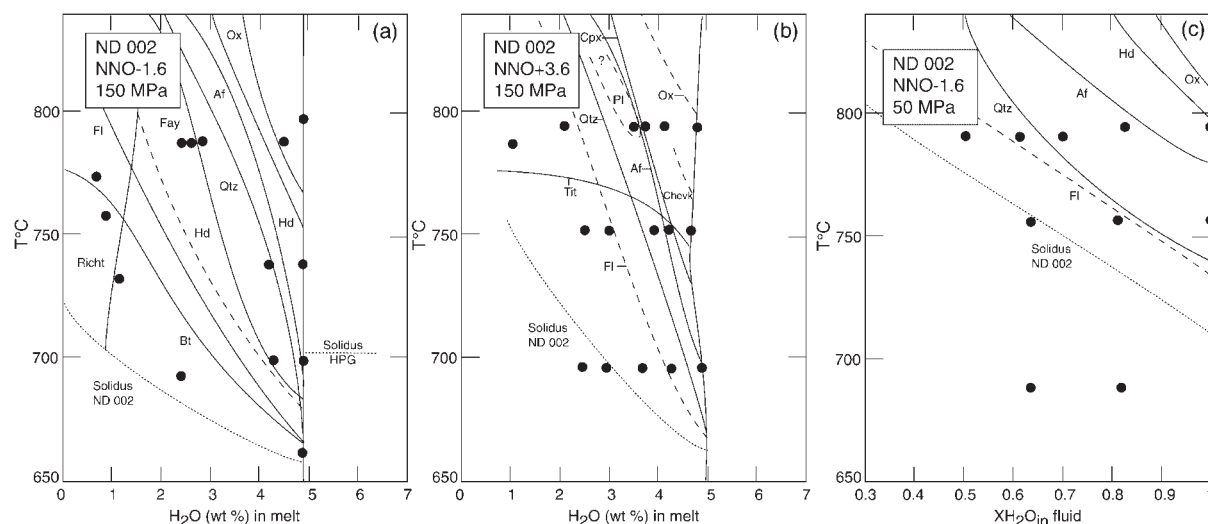 (a)
ND 002
NNO-1.6
150 MPa
Ox
Af
Fay
Fl
Qtz
Hd
Hd
Richt
Bt
Solidus
ND 002
Solidus
HPG
800
750
700
650
T°C
0 1 2 3 4 5 6 7
H₂O (wt %) in melt
(b)
ND 002
NNO+3.6
150 MPa
Cpx
?
Pl
Ox
Qtz
Af
Chevk
Tit
Fl
Solidus
ND 002
800
750
700
650
T°C
0 1 2 3 4 5 6 7
H₂O (wt %) in melt
(c)
ND 002
NNO-1.6
50 MPa
Hd
Ox
Af
Qtz
Fl
Solidus
ND 002
800
750
700
650
T°C
0.3 0.4 0.5 0.6 0.7 0.8 0.9 1
XH₂Oin fluid